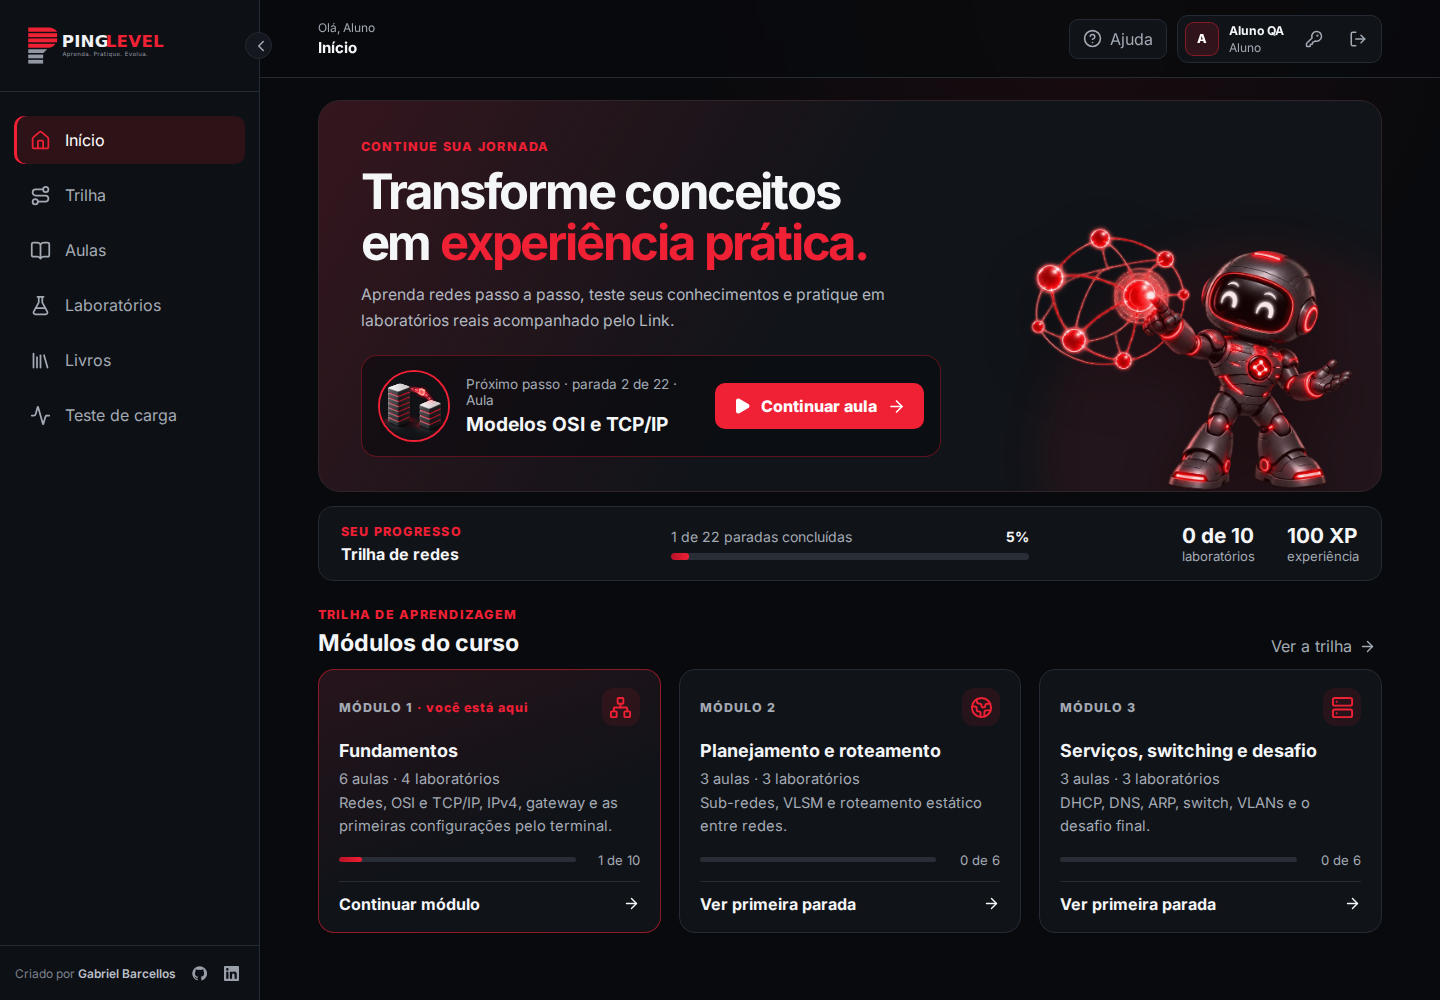 PINGLEVEL
Aprenda. Pratique. Evolua.
Início
Trilha
Aulas
Laboratórios
Livros
Teste de carga
Criado por Gabriel Barcellos
Olá, Aluno
Início
Ajuda
A
Aluno QA
Aluno
CONTINUE SUA JORNADA
Transforme conceitos
em experiência prática.
Aprenda redes passo a passo, teste seus conhecimentos e pratique em
laboratórios reais acompanhado pelo Link.
Próximo passo · parada 2 de 22 ·
Aula
Modelos OSI e TCP/IP
Continuar aula
SEU PROGRESSO
Trilha de redes
1 de 22 paradas concluídas
5%
0 de 10
laboratórios
100 XP
experiência
TRILHA DE APRENDIZAGEM
Módulos do curso
Ver a trilha
MÓDULO 1 · você está aqui
Fundamentos
6 aulas · 4 laboratórios
Redes, OSI e TCP/IP, IPv4, gateway e as
primeiras configurações pelo terminal.
1 de 10
Continuar módulo
MÓDULO 2
Planejamento e roteamento
3 aulas · 3 laboratórios
Sub-redes, VLSM e roteamento estático
entre redes.
0 de 6
Ver primeira parada
MÓDULO 3
Serviços, switching e desafio
3 aulas · 3 laboratórios
DHCP, DNS, ARP, switch, VLANs e o
desafio final.
0 de 6
Ver primeira parada